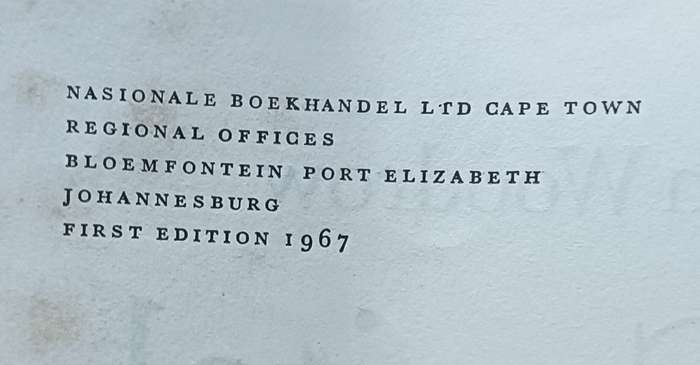 NASIONALE BOEKHANDEL LTD CAPE TOWN
REGIONAL OFFICES
BLOEMFONTEIN PORT ELIZABETH
JOHANNESBURG
FIRST EDITION 1967